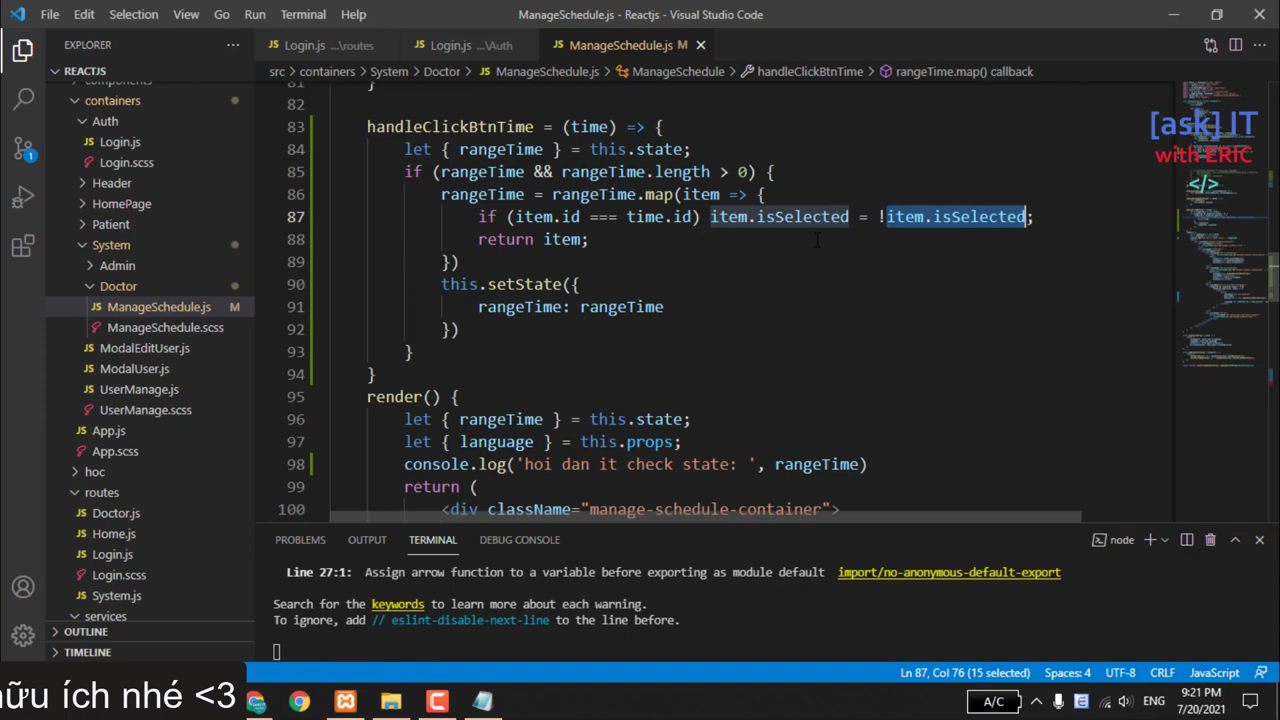 File Edit Selection View Go Run Terminal Help
ManageSchedule.js - Reactjs - Visual Studio Code
EXPLORER
Login.js ...\routes
Login.js ...\Auth
ManageSchedule.js M
REACTJS
src > containers > System > Doctor > JS ManageSchedule.js > ManageSchedule > handleClickBtnTime > rangeTime.map() callback
containers
Auth
JS Login.js
Login.scss
Header
HomePage
Patient
System
Admin
Doctor
JS ManageSchedule.js M
ManageSchedule.scss
JS ModalEditUser.js
JS ModalUser.js
JS UserManage.js
UserManage.scss
JS App.js
App.scss
hoc
routes
JS Doctor.js
JS Home.js
JS Login.js
Login.scss
JS System.js
services
OUTLINE
TIMELINE
81 }
82
83 handleClickBtnTime = (time) => {
84 let { rangeTime } = this.state;
85 if (rangeTime && rangeTime.length > 0) {
86 rangeTime = rangeTime.map(item => {
87 if (item.id === time.id) item.isSelected = !item.isSelected;
88 return item;
89 })
90 this.setState({
91 rangeTime: rangeTime
92 })
93 }
94 }
95 render() {
96 let { rangeTime } = this.state;
97 let { language } = this.props;
98 console.log('hoi dan it check state: ', rangeTime)
99 return (
100 <div className="manage-schedule-container">
[ask] IT
with ERIC
</>
PROBLEMS OUTPUT TERMINAL DEBUG CONSOLE
node
Line 27:1: Assign arrow function to a variable before exporting as module default import/no-anonymous-default-export
Search for the keywords to learn more about each warning.
To ignore, add // eslint-disable-next-line to the line before.
Ln 87, Col 76 (15 selected) Spaces: 4 UTF-8 CRLF JavaScript
hữu ích nhé <3
A/C
ENG
9:21 PM
7/20/2021